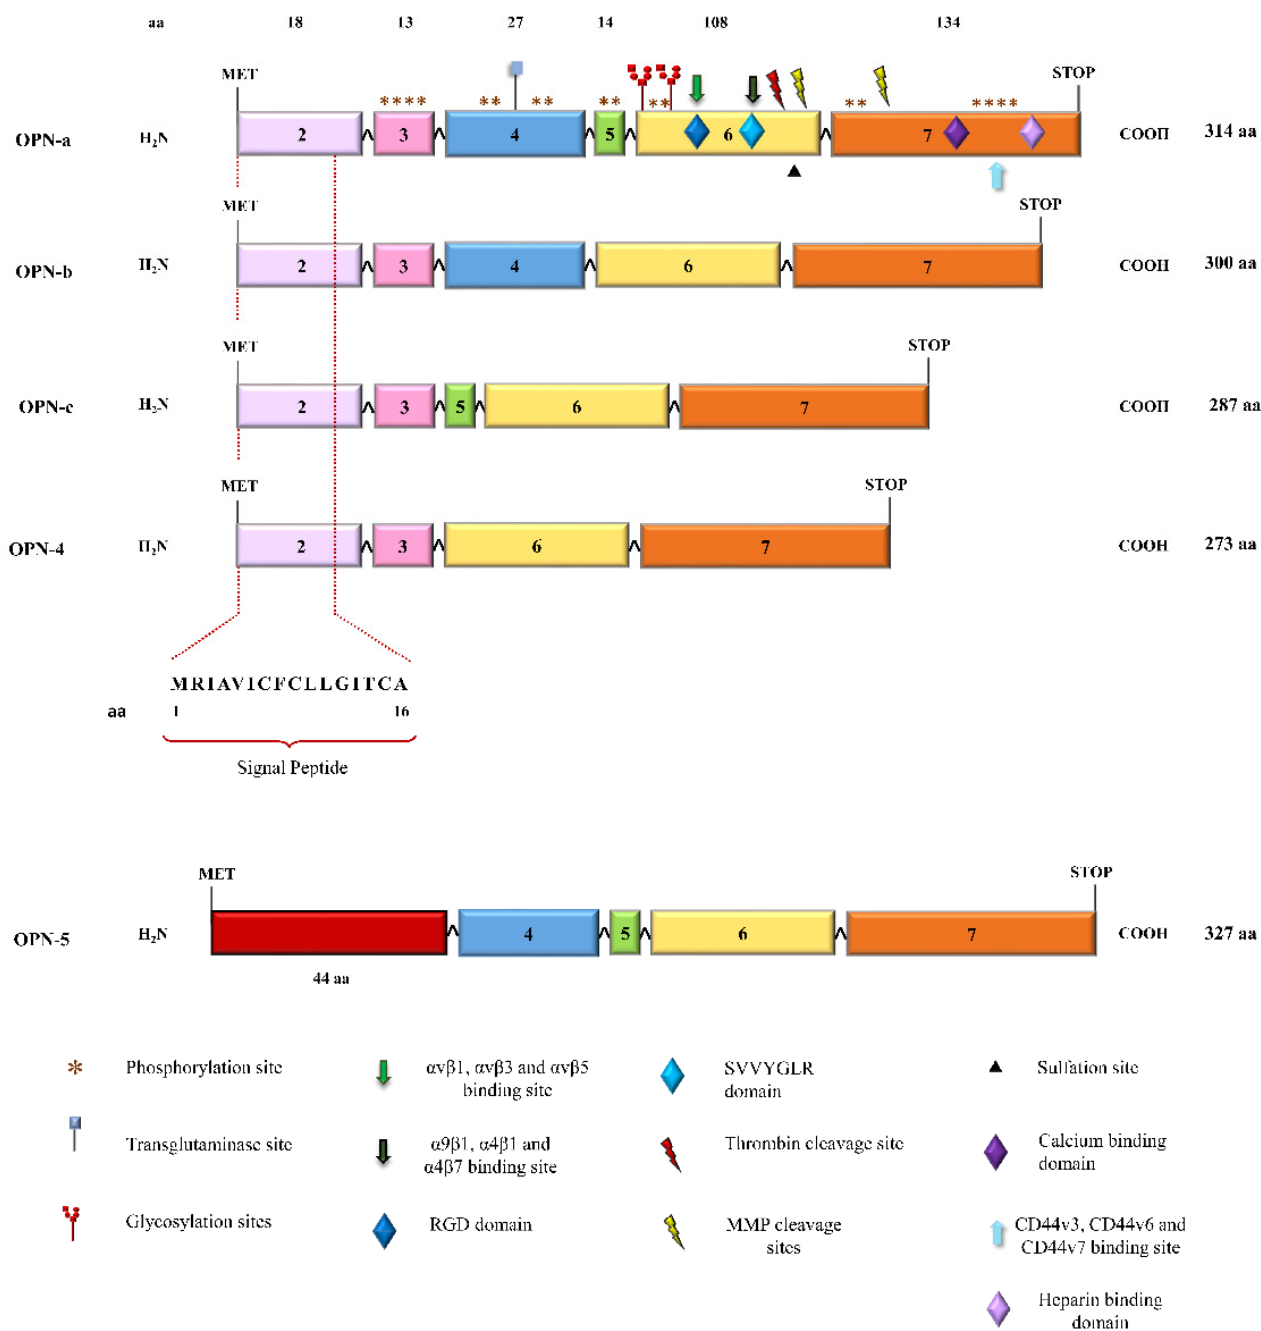 aa 18 13 27 14 108 134
MET STOP
**** ** ** ** ** ** ****
OPN-a H₂N 2 3 4 5 6 7 COOH 314 aa
MET STOP
OPN-b H₂N 2 3 4 6 7 COOH 300 aa
MET STOP
OPN-c H₂N 2 3 5 6 7 COOH 287 aa
MET STOP
OPN-4 H₂N 2 3 6 7 COOH 273 aa
MRIAVICFCLLGITCA
aa 1 16
Signal Peptide
MET STOP
OPN-5 H₂N 4 5 6 7 COOH 327 aa
44 aa
* Phosphorylation site
αvβ1, αvβ3 and αvβ5
binding site
SVVYGLR
domain
Sulfation site
Transglutaminase site
α9β1, α4β1 and
α4β7 binding site
Thrombin cleavage site
Calcium binding
domain
Glycosylation sites
RGD domain
MMP cleavage
sites
CD44v3, CD44v6 and
CD44v7 binding site
Heparin binding
domain